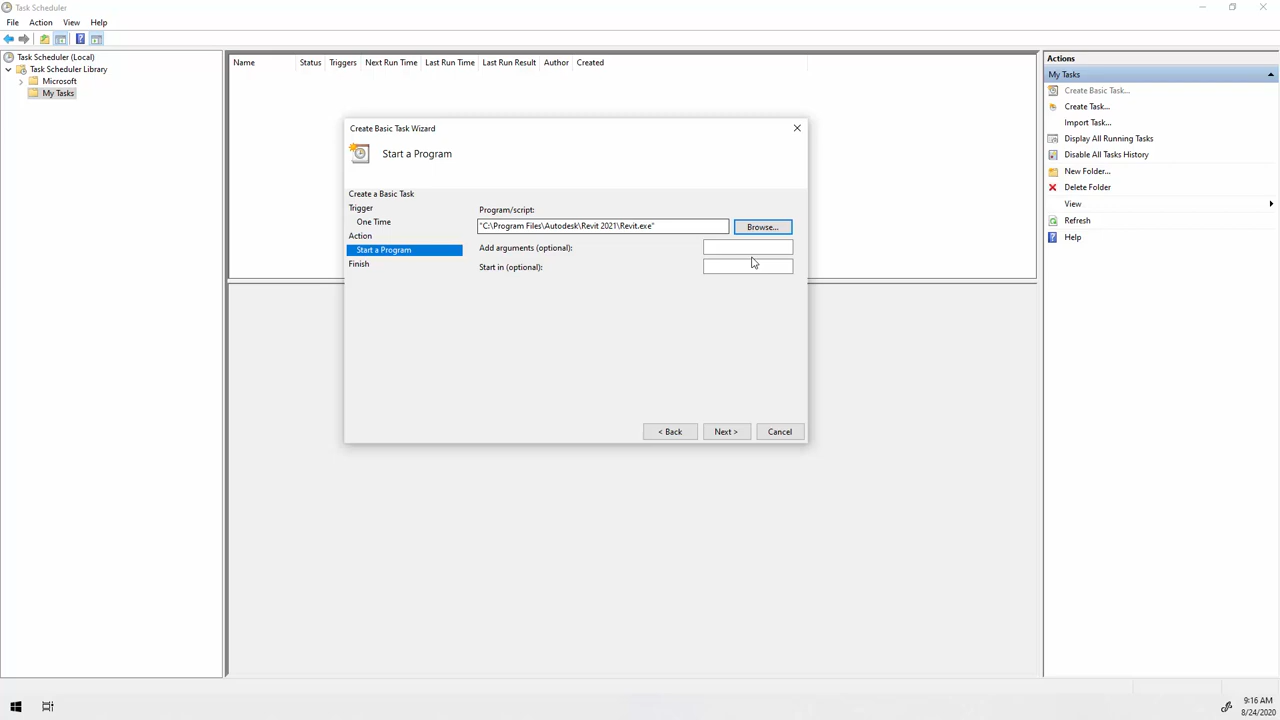 Task Scheduler
File Action View Help
Task Scheduler (Local)
Task Scheduler Library
Microsoft
My Tasks
Name Status Triggers Next Run Time Last Run Time Last Run Result Author Created
Create Basic Task Wizard
Start a Program
Create a Basic Task
Trigger
One Time
Action
Start a Program
Finish
Program/script:
"C:\Program Files\Autodesk\Revit 2021\Revit.exe"
Browse...
Add arguments (optional):
Start in (optional):
< Back Next > Cancel
Actions
My Tasks
Create Basic Task...
Create Task...
Import Task...
Display All Running Tasks
Disable All Tasks History
New Folder...
Delete Folder
View
Refresh
Help
9:16 AM
8/24/2020